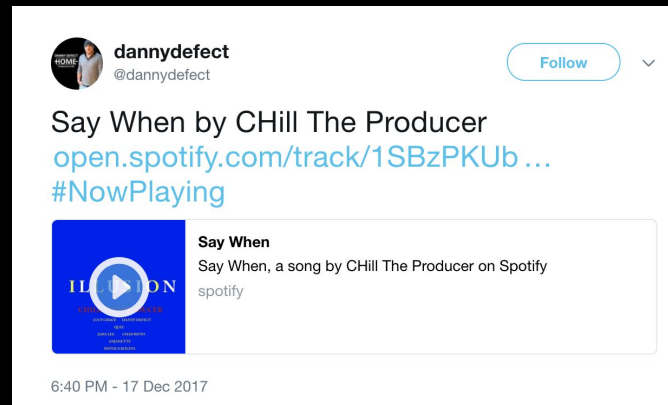 dannydefect
@dannydefect
Follow
Say When by CHill The Producer
open.spotify.com/track/1SBzPKUb…
#NowPlaying
Say When
Say When, a song by CHill The Producer on Spotify
spotify
HOME
6:40 PM - 17 Dec 2017